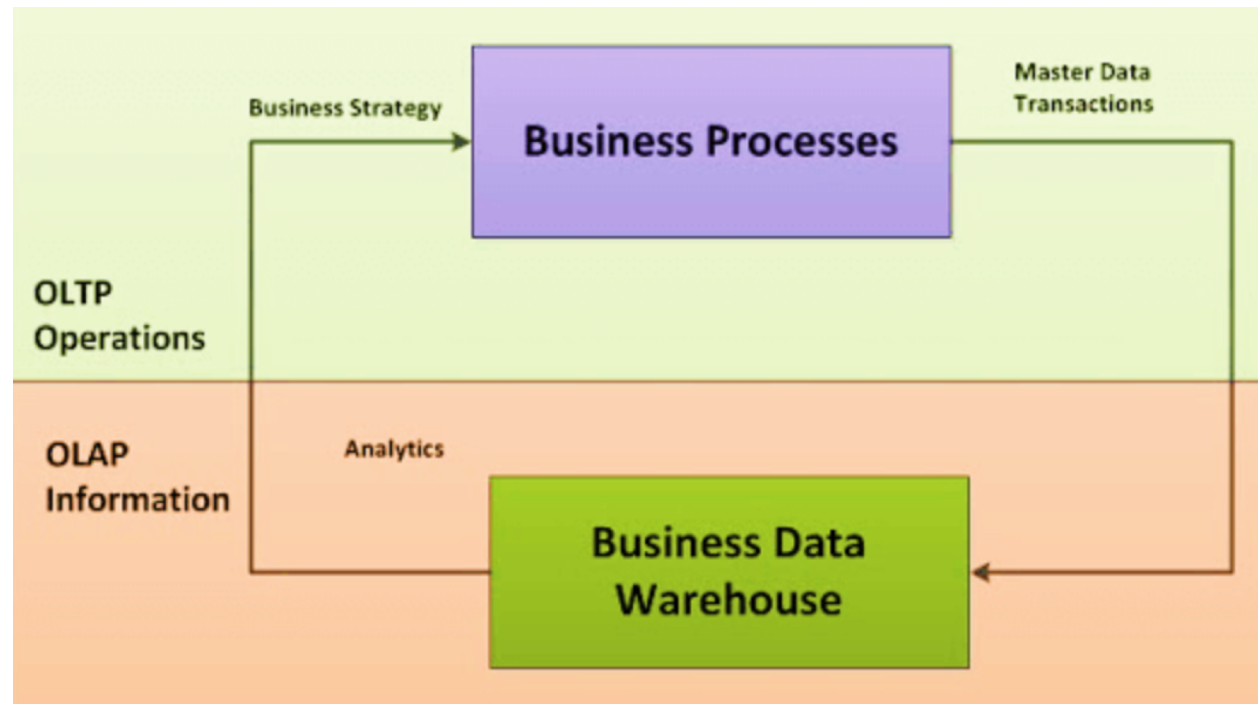 Business Strategy
Business Processes
Master Data
Transactions
OLTP
Operations
OLAP
Information
Analytics
Business Data
Warehouse